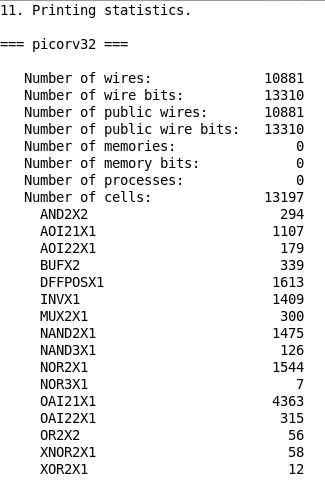 11. Printing statistics.
=== picorv32 ===
Number of wires: 10881
Number of wire bits: 13310
Number of public wires: 10881
Number of public wire bits: 13310
Number of memories: 0
Number of memory bits: 0
Number of processes: 0
Number of cells: 13197
AND2X2 294
AOI21X1 1107
AOI22X1 179
BUFX2 339
DFFPOSX1 1613
INVX1 1409
MUX2X1 300
NAND2X1 1475
NAND3X1 126
NOR2X1 1544
NOR3X1 7
OAI21X1 4363
OAI22X1 315
OR2X2 56
XNOR2X1 58
XOR2X1 12